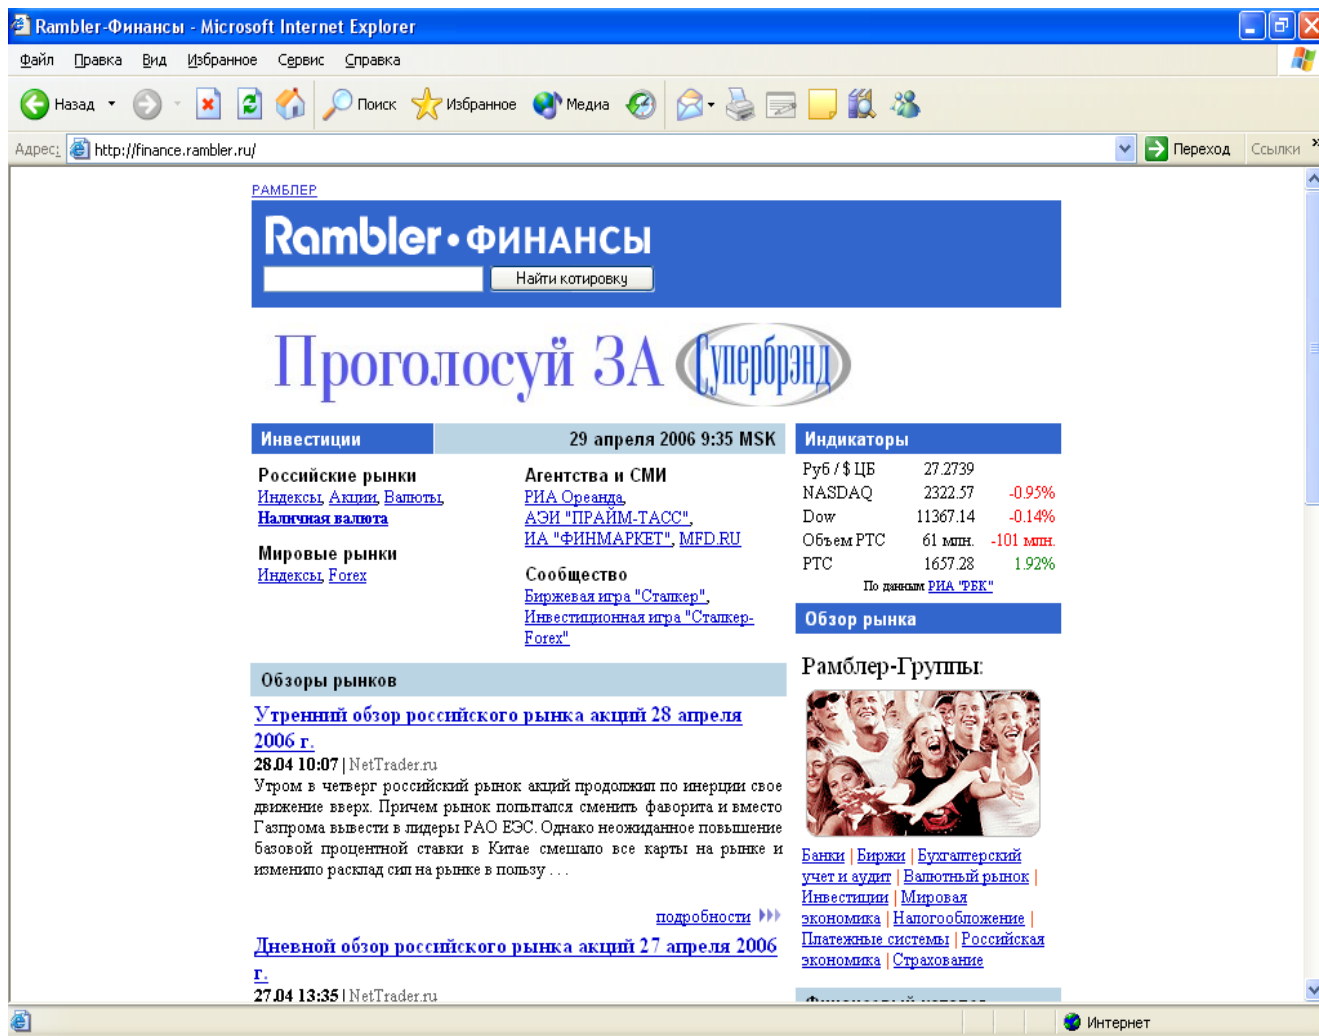 Rambler-Финансы - Microsoft Internet Explorer
Файл Правка Вид Избранное Сервис Справка
Назад Поиск Избранное Медиа
Адрес: http://finance.rambler.ru/ Переход Ссылки »
РАМБЛЕР
Rambler•ФИНАНСЫ
Найти котировку
Проголосуй ЗА Супербрэнд
Инвестиции 29 апреля 2006 9:35 MSK
Российские рынки
Индексы, Акции, Валюты,
Наличная валюта
Мировые рынки
Индексы, Forex
Агентства и СМИ
РИА Ореанда,
АЭИ "ПРАЙМ-ТАСС",
ИА "ФИНМАРКЕТ", MFD.RU
Сообщество
Биржевая игра "Сталкер",
Инвестиционная игра "Сталкер-
Forex"
Индикаторы
Руб / $ ЦБ 27.2739
NASDAQ 2322.57 -0.95%
Dow 11367.14 -0.14%
Объем РТС 61 млн. -101 млн.
РТС 1657.28 1.92%
По данным РИА "РБК"
Обзоры рынков
Утренний обзор российского рынка акций 28 апреля
2006 г.
28.04 10:07 | NetTrader.ru
Утром в четверг российский рынок акций продолжил по инерции свое
движение вверх. Причем рынок попытался сменить фаворита и вместо
Газпрома вывести в лидеры РАО ЕЭС. Однако неожиданное повышение
базовой процентной ставки в Китае смешало все карты на рынке и
изменило расклад сил на рынке в пользу . . .
подробности
Дневной обзор российского рынка акций 27 апреля 2006
г.
27.04 13:35 | NetTrader.ru
Обзор рынка
Рамблер-Группы:
Банки | Биржи | Бухгалтерский
учет и аудит | Валютный рынок |
Инвестиции | Мировая
экономика | Налогообложение |
Платежные системы | Российская
экономика | Страхование
Интернет